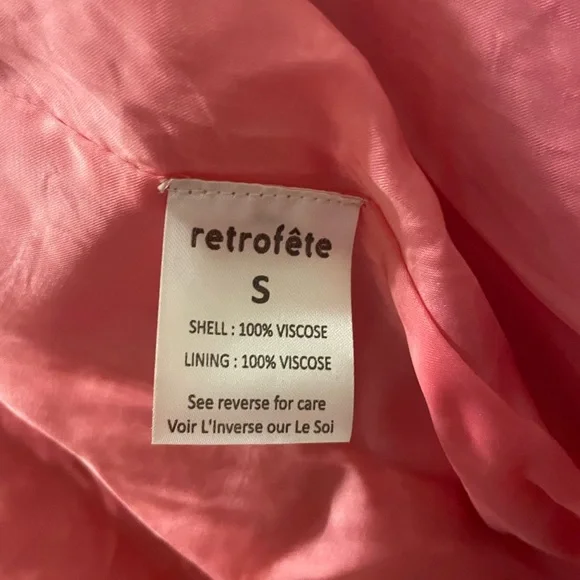 retrofête
S
SHELL : 100% VISCOSE
LINING : 100% VISCOSE
See reverse for care
Voir L'Inverse our Le Soi